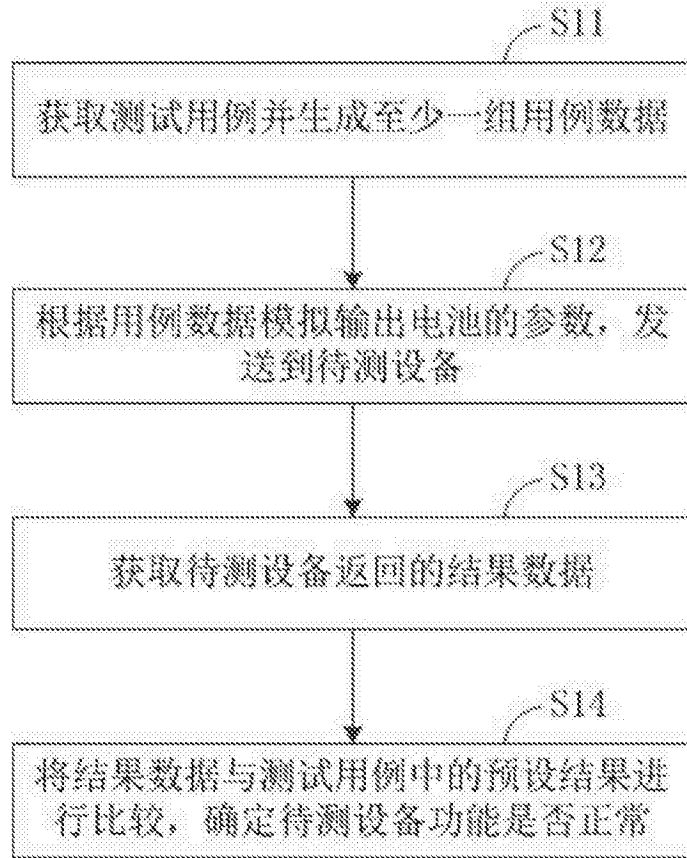 S11
获取测试用例并生成至少一组用例数据
S12
根据用例数据模拟输出电池的参数，发
送到待测设备
S13
获取待测设备返回的结果数据
S14
将结果数据与测试用例中的预设结果进
行比较，确定待测设备功能是否正常